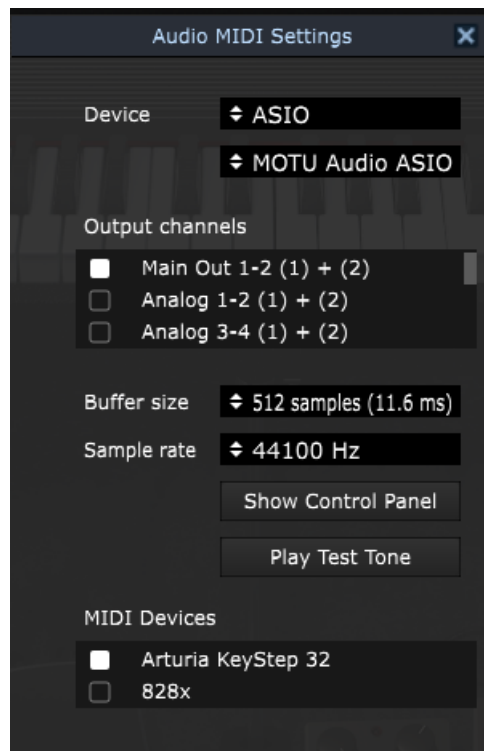 Audio MIDI Settings
Device ASIO
MOTU Audio ASIO
Output channels
Main Out 1-2 (1) + (2)
Analog 1-2 (1) + (2)
Analog 3-4 (1) + (2)
Buffer size 512 samples (11.6 ms)
Sample rate 44100 Hz
Show Control Panel
Play Test Tone
MIDI Devices
Arturia KeyStep 32
828x